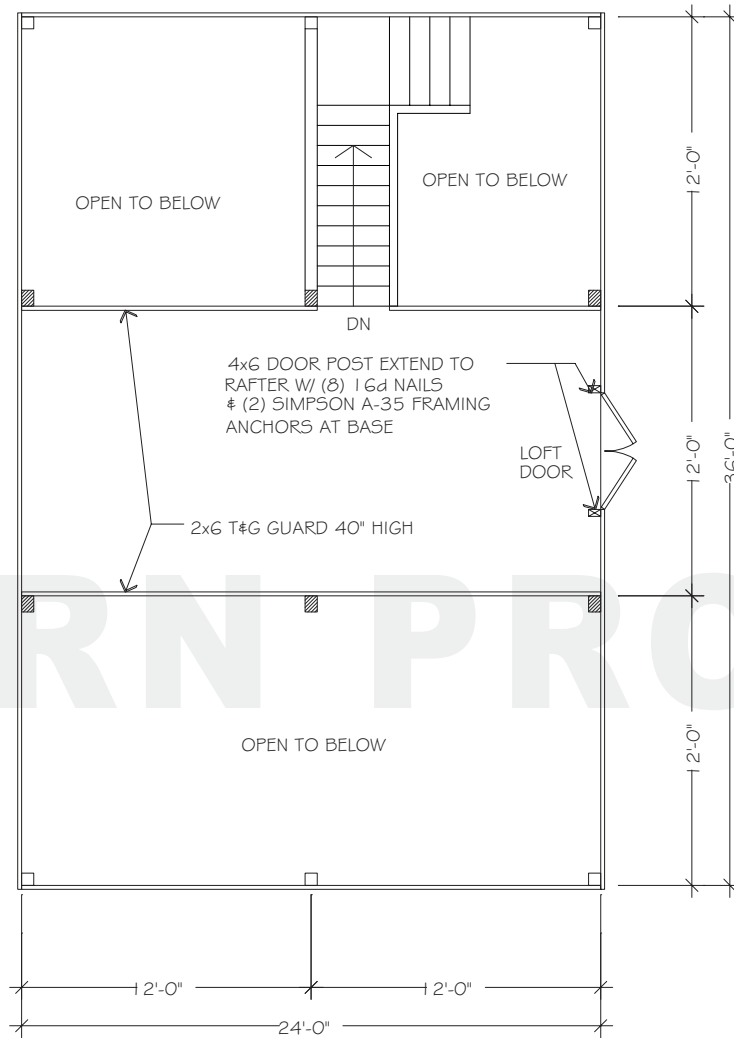 OPEN TO BELOW
OPEN TO BELOW
12'-0"
DN
4x6 DOOR POST EXTEND TO
RAFTER W/ (8) 16d NAILS
& (2) SIMPSON A-35 FRAMING
ANCHORS AT BASE
LOFT
DOOR
12'-0"
36'-0"
2x6 T&G GUARD 40" HIGH
RN PRO
OPEN TO BELOW
12'-0"
12'-0"
12'-0"
24'-0"